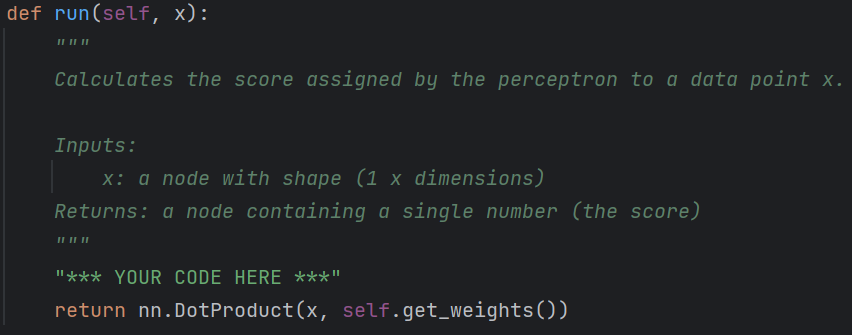 def run(self, x):
    """
    Calculates the score assigned by the perceptron to a data point x.

    Inputs:
        x: a node with shape (1 x dimensions)
    Returns: a node containing a single number (the score)
    """
    "*** YOUR CODE HERE ***"
    return nn.DotProduct(x, self.get_weights())